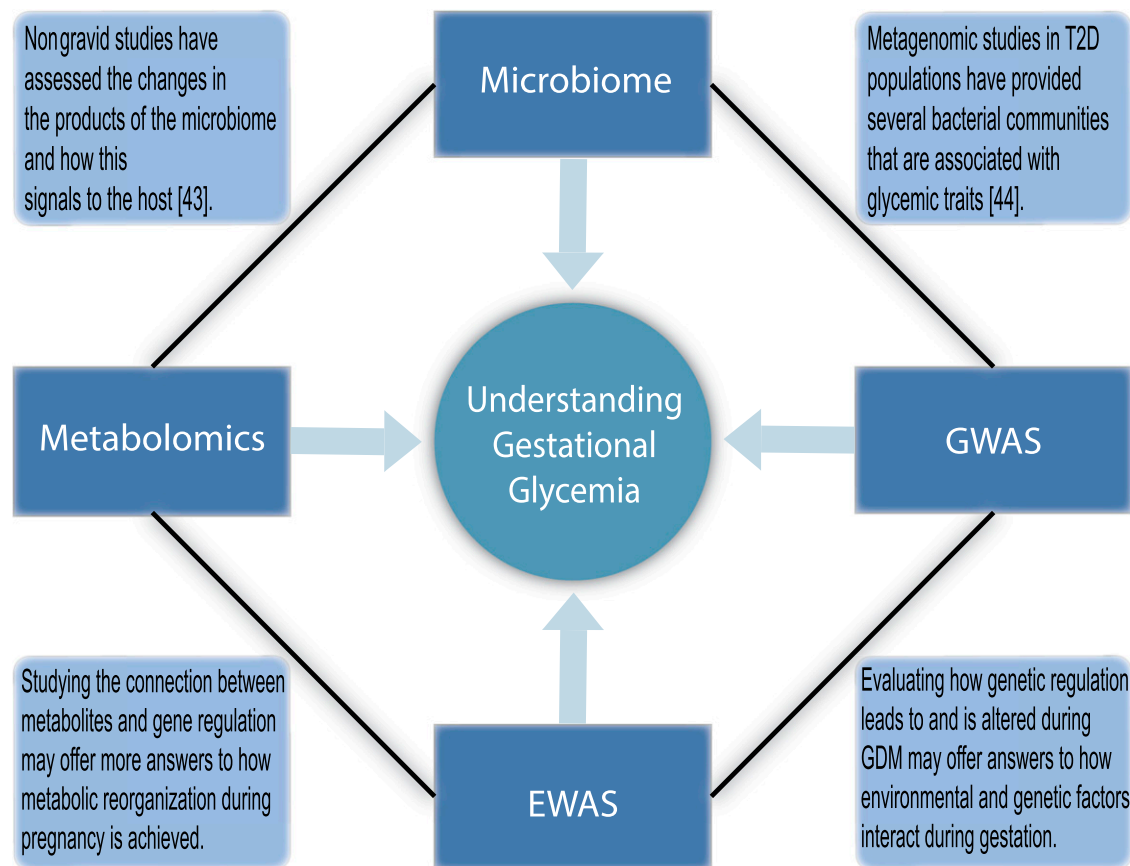 Nongravid studies have
assessed the changes in
the products of the microbiome
and how this
signals to the host [43].
Microbiome
Metagenomic studies in T2D
populations have provided
several bacterial communities
that are associated with
glycemic traits [44].
Metabolomics
Understanding
Gestational
Glycemia
GWAS
Studying the connection between
metabolites and gene regulation
may offer more answers to how
metabolic reorganization during
pregnancy is achieved.
EWAS
Evaluating how genetic regulation
leads to and is altered during
GDM may offer answers to how
environmental and genetic factors
interact during gestation.